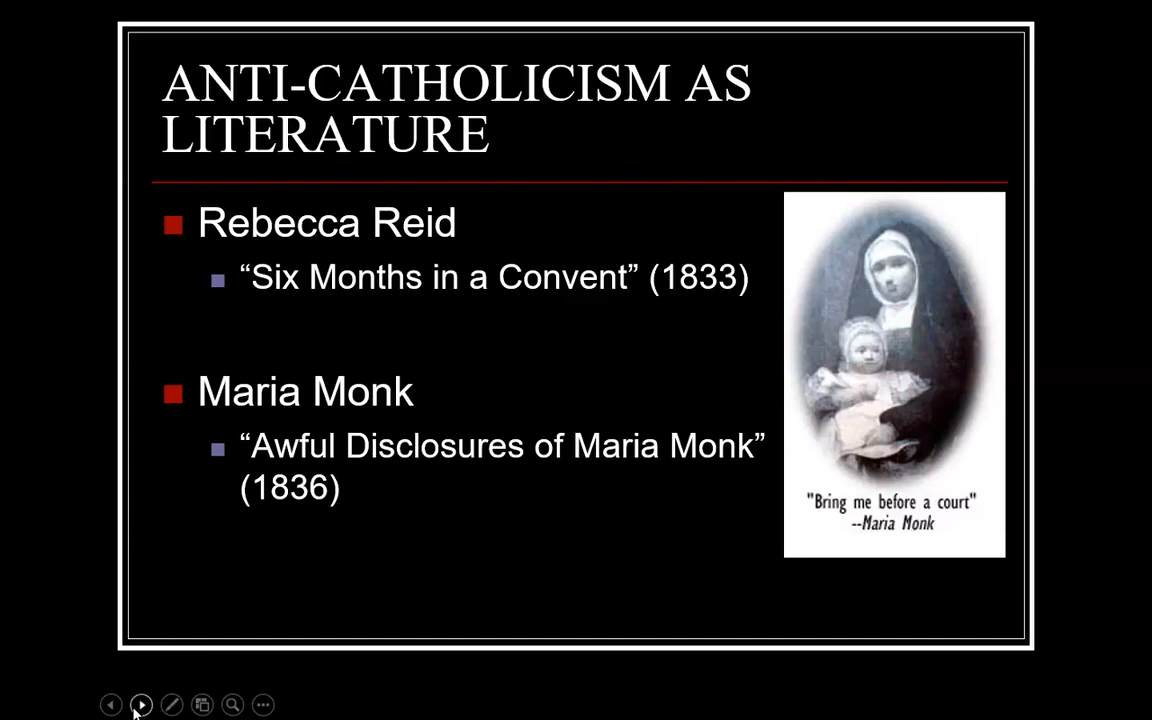 ANTI-CATHOLICISM AS
LITERATURE
Rebecca Reid
“Six Months in a Convent” (1833)
Maria Monk
“Awful Disclosures of Maria Monk”
(1836)
"Bring me before a court"
--Maria Monk